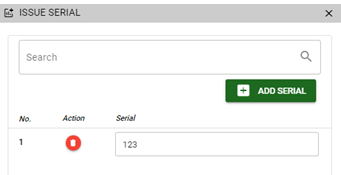 ISSUE SERIAL
Search
ADD SERIAL
No. Action Serial
1 123